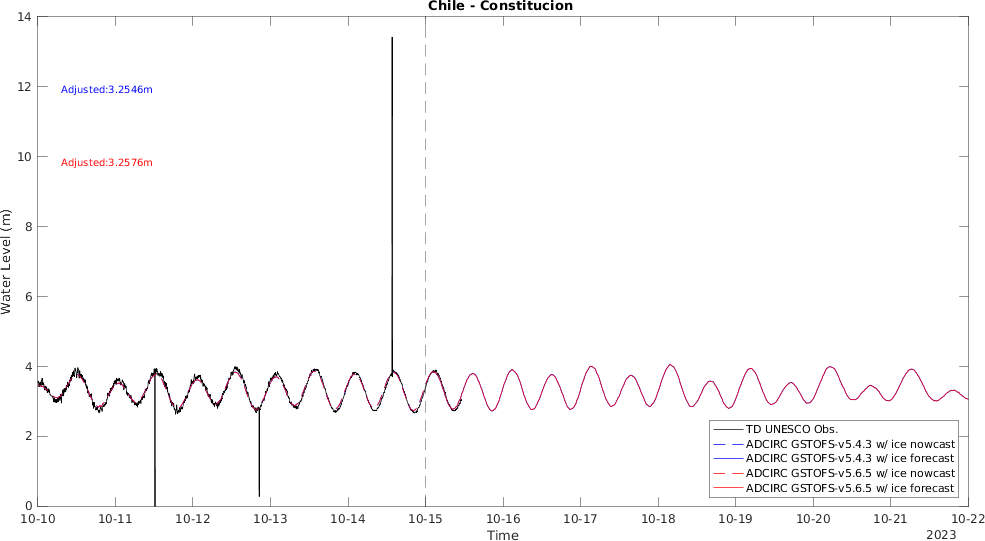 Chile - Constitucion
14
12
10
8
6
4
2
0
Water Level (m)
Adjusted:3.2546m
Adjusted:3.2576m
TD UNESCO Obs.
ADCIRC GSTOFS-v5.4.3 w/ ice nowcast
ADCIRC GSTOFS-v5.4.3 w/ ice forecast
ADCIRC GSTOFS-v5.6.5 w/ ice nowcast
ADCIRC GSTOFS-v5.6.5 w/ ice forecast
10-10 10-11 10-12 10-13 10-14 10-15 10-16 10-17 10-18 10-19 10-20 10-21 10-22
Time
2023